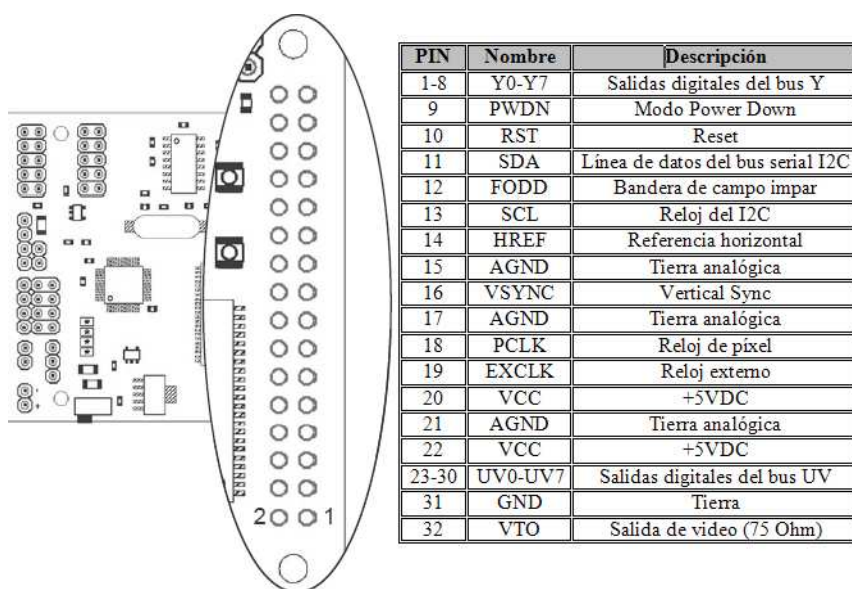 PIN Nombre Descripción
1-8 Y0-Y7 Salidas digitales del bus Y
9 PWDN Modo Power Down
10 RST Reset
11 SDA Línea de datos del bus serial I2C
12 FODD Bandera de campo impar
13 SCL Reloj del I2C
14 HREF Referencia horizontal
15 AGND Tierra analógica
16 VSYNC Vertical Sync
17 AGND Tierra analógica
18 PCLK Reloj de píxel
19 EXCLK Reloj externo
20 VCC +5VDC
21 AGND Tierra analógica
22 VCC +5VDC
23-30 UV0-UV7 Salidas digitales del bus UV
31 GND Tierra
32 VTO Salida de video (75 Ohm)
2 1